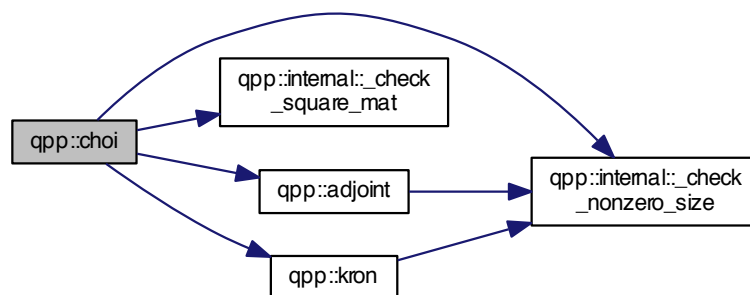 qpp::choi
qpp::internal::_check
_square_mat
qpp::adjoint
qpp::kron
qpp::internal::_check
_nonzero_size